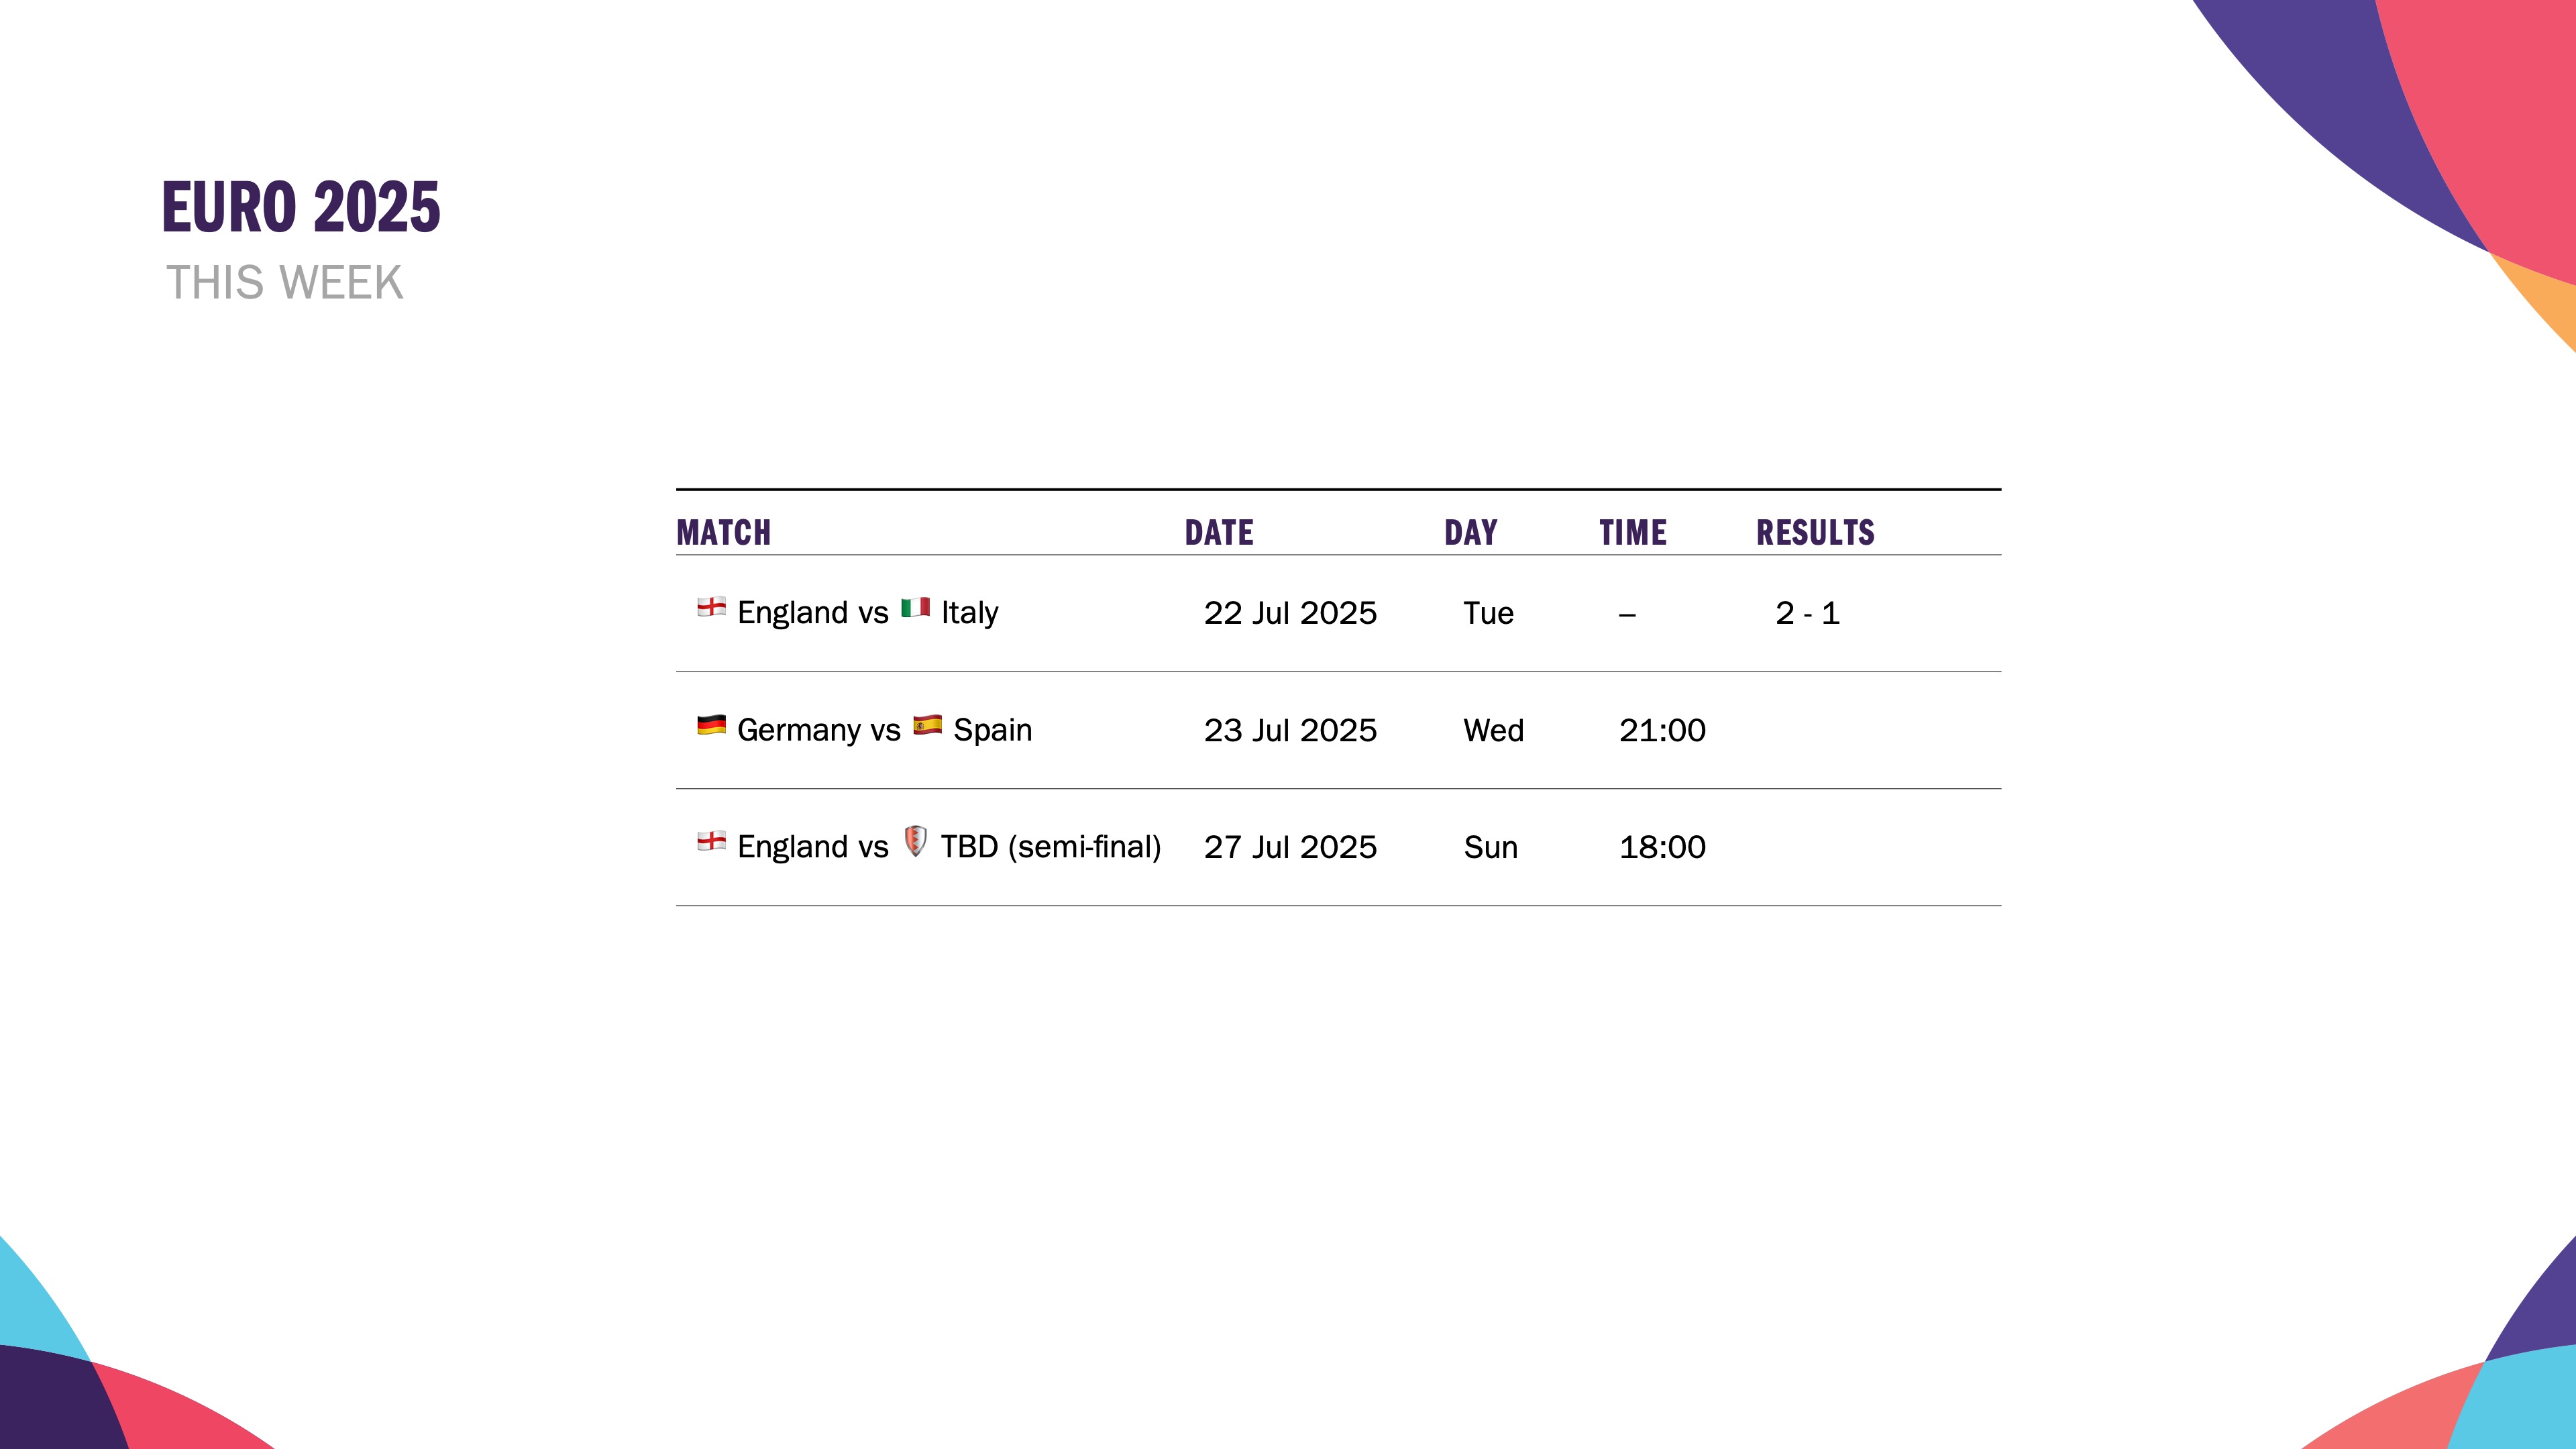 EURO 2025
THIS WEEK
MATCH DATE DAY TIME RESULTS
England vs Italy 22 Jul 2025 Tue – 2 - 1
Germany vs Spain 23 Jul 2025 Wed 21:00
England vs TBD (semi-final) 27 Jul 2025 Sun 18:00